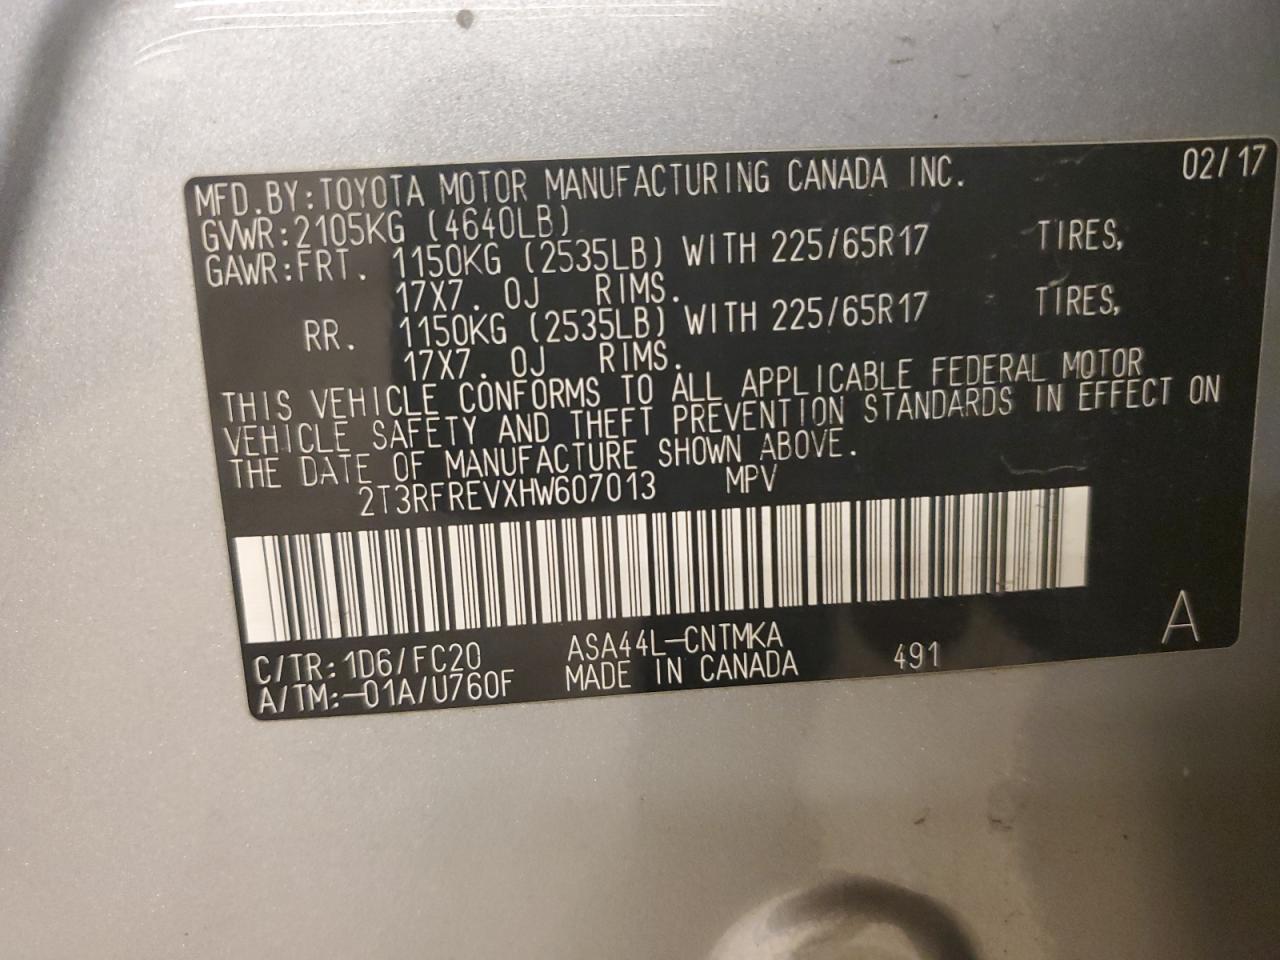 MFD.BY:TOYOTA MOTOR MANUFACTURING CANADA INC. 02/17
GVWR:2105KG (4640LB)
GAWR:FRT. 1150KG (2535LB) WITH 225/65R17 TIRES,
17X7.0J RIMS.
RR. 1150KG (2535LB) WITH 225/65R17 TIRES,
17X7.0J RIMS.
THIS VEHICLE CONFORMS TO ALL APPLICABLE FEDERAL MOTOR
VEHICLE SAFETY AND THEFT PREVENTION STANDARDS IN EFFECT ON
THE DATE OF MANUFACTURE SHOWN ABOVE.
2T3RFREVXHW607013 MPV
C/TR:1D6/FC20 ASA44L-CNTMKA
A/TM:-01A/U760F MADE IN CANADA 491 A